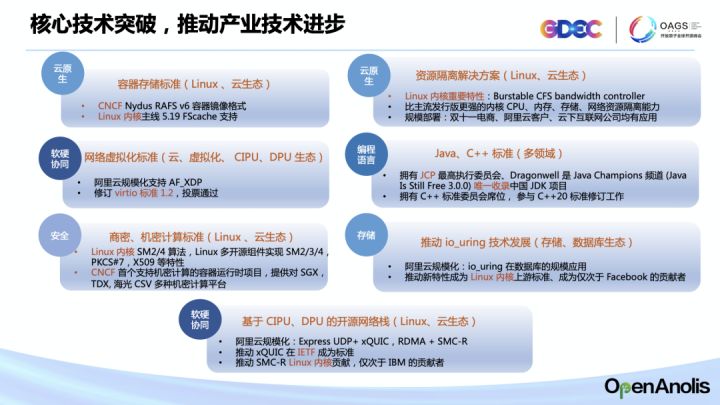 核心技术突破，推动产业技术进步
GDEC
OAGS
开放原子全球开源峰会
云原生
容器存储标准（Linux 、云生态）
• CNCF Nydus RAFS v6 容器镜像格式
• Linux 内核主线 5.19 FScache 支持
云原生
资源隔离解决方案（Linux、云生态）
• Linux 内核重要特性：Burstable CFS bandwidth controller
• 比主流发行版更强的内核 CPU、内存、存储、网络资源隔离能力
• 规模部署：双十一电商、阿里云客户、云下互联网公司均有应用
软硬协同
网络虚拟化标准（云、虚拟化、 CIPU、DPU 生态）
• 阿里云规模化支持 AF_XDP
• 修订 virtio 标准 1.2，投票通过
编程语言
Java、C++ 标准（多领域）
• 拥有 JCP 最高执行委员会、Dragonwell 是 Java Champions 频道 (Java
Is Still Free 3.0.0) 唯一收录中国 JDK 项目
• 拥有 C++ 标准委员会席位， 参与 C++20 标准修订工作
安全
商密、机密计算标准（Linux 、云生态）
• Linux 内核 SM2/4 算法，Linux 多开源组件实现 SM2/3/4，
PKCS#7，X509 等特性
• CNCF 首个支持机密计算的容器运行时项目，提供对 SGX，
TDX, 海光 CSV 多种机密计算平台
存储
推动 io_uring 技术发展（存储、数据库生态）
• 阿里云规模化：io_uring 在数据库的规模应用
• 推动新特性成为 Linux 内核上游标准、成为仅次于 Facebook 的贡献者
软硬协同
基于 CIPU、DPU 的开源网络栈（Linux、云生态）
• 阿里云规模化：Express UDP+ xQUIC，RDMA + SMC-R
• 推动 xQUIC 在 IETF 成为标准
• 推动 SMC-R Linux 内核贡献，仅次于 IBM 的贡献者
OpenAnolis